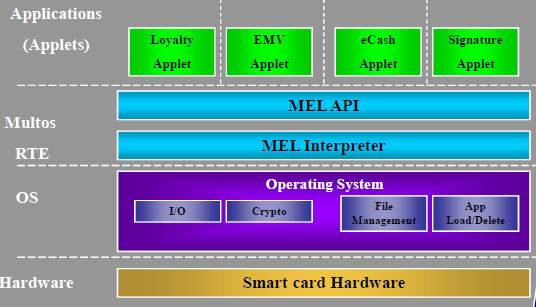 Applications
(Applets)
Loyalty
Applet
EMV
Applet
eCash
Applet
Signature
Applet
Multos
RTE
MEL API
MEL Interpreter
OS
Operating System
I/O
Crypto
File
Management
App
Load/Delete
Hardware
Smart card Hardware